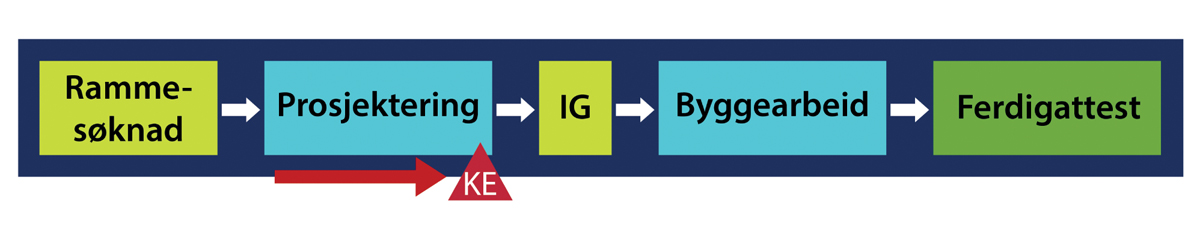 Ramme-
søknad
Prosjektering
IG
Byggearbeid
Ferdigattest
KE